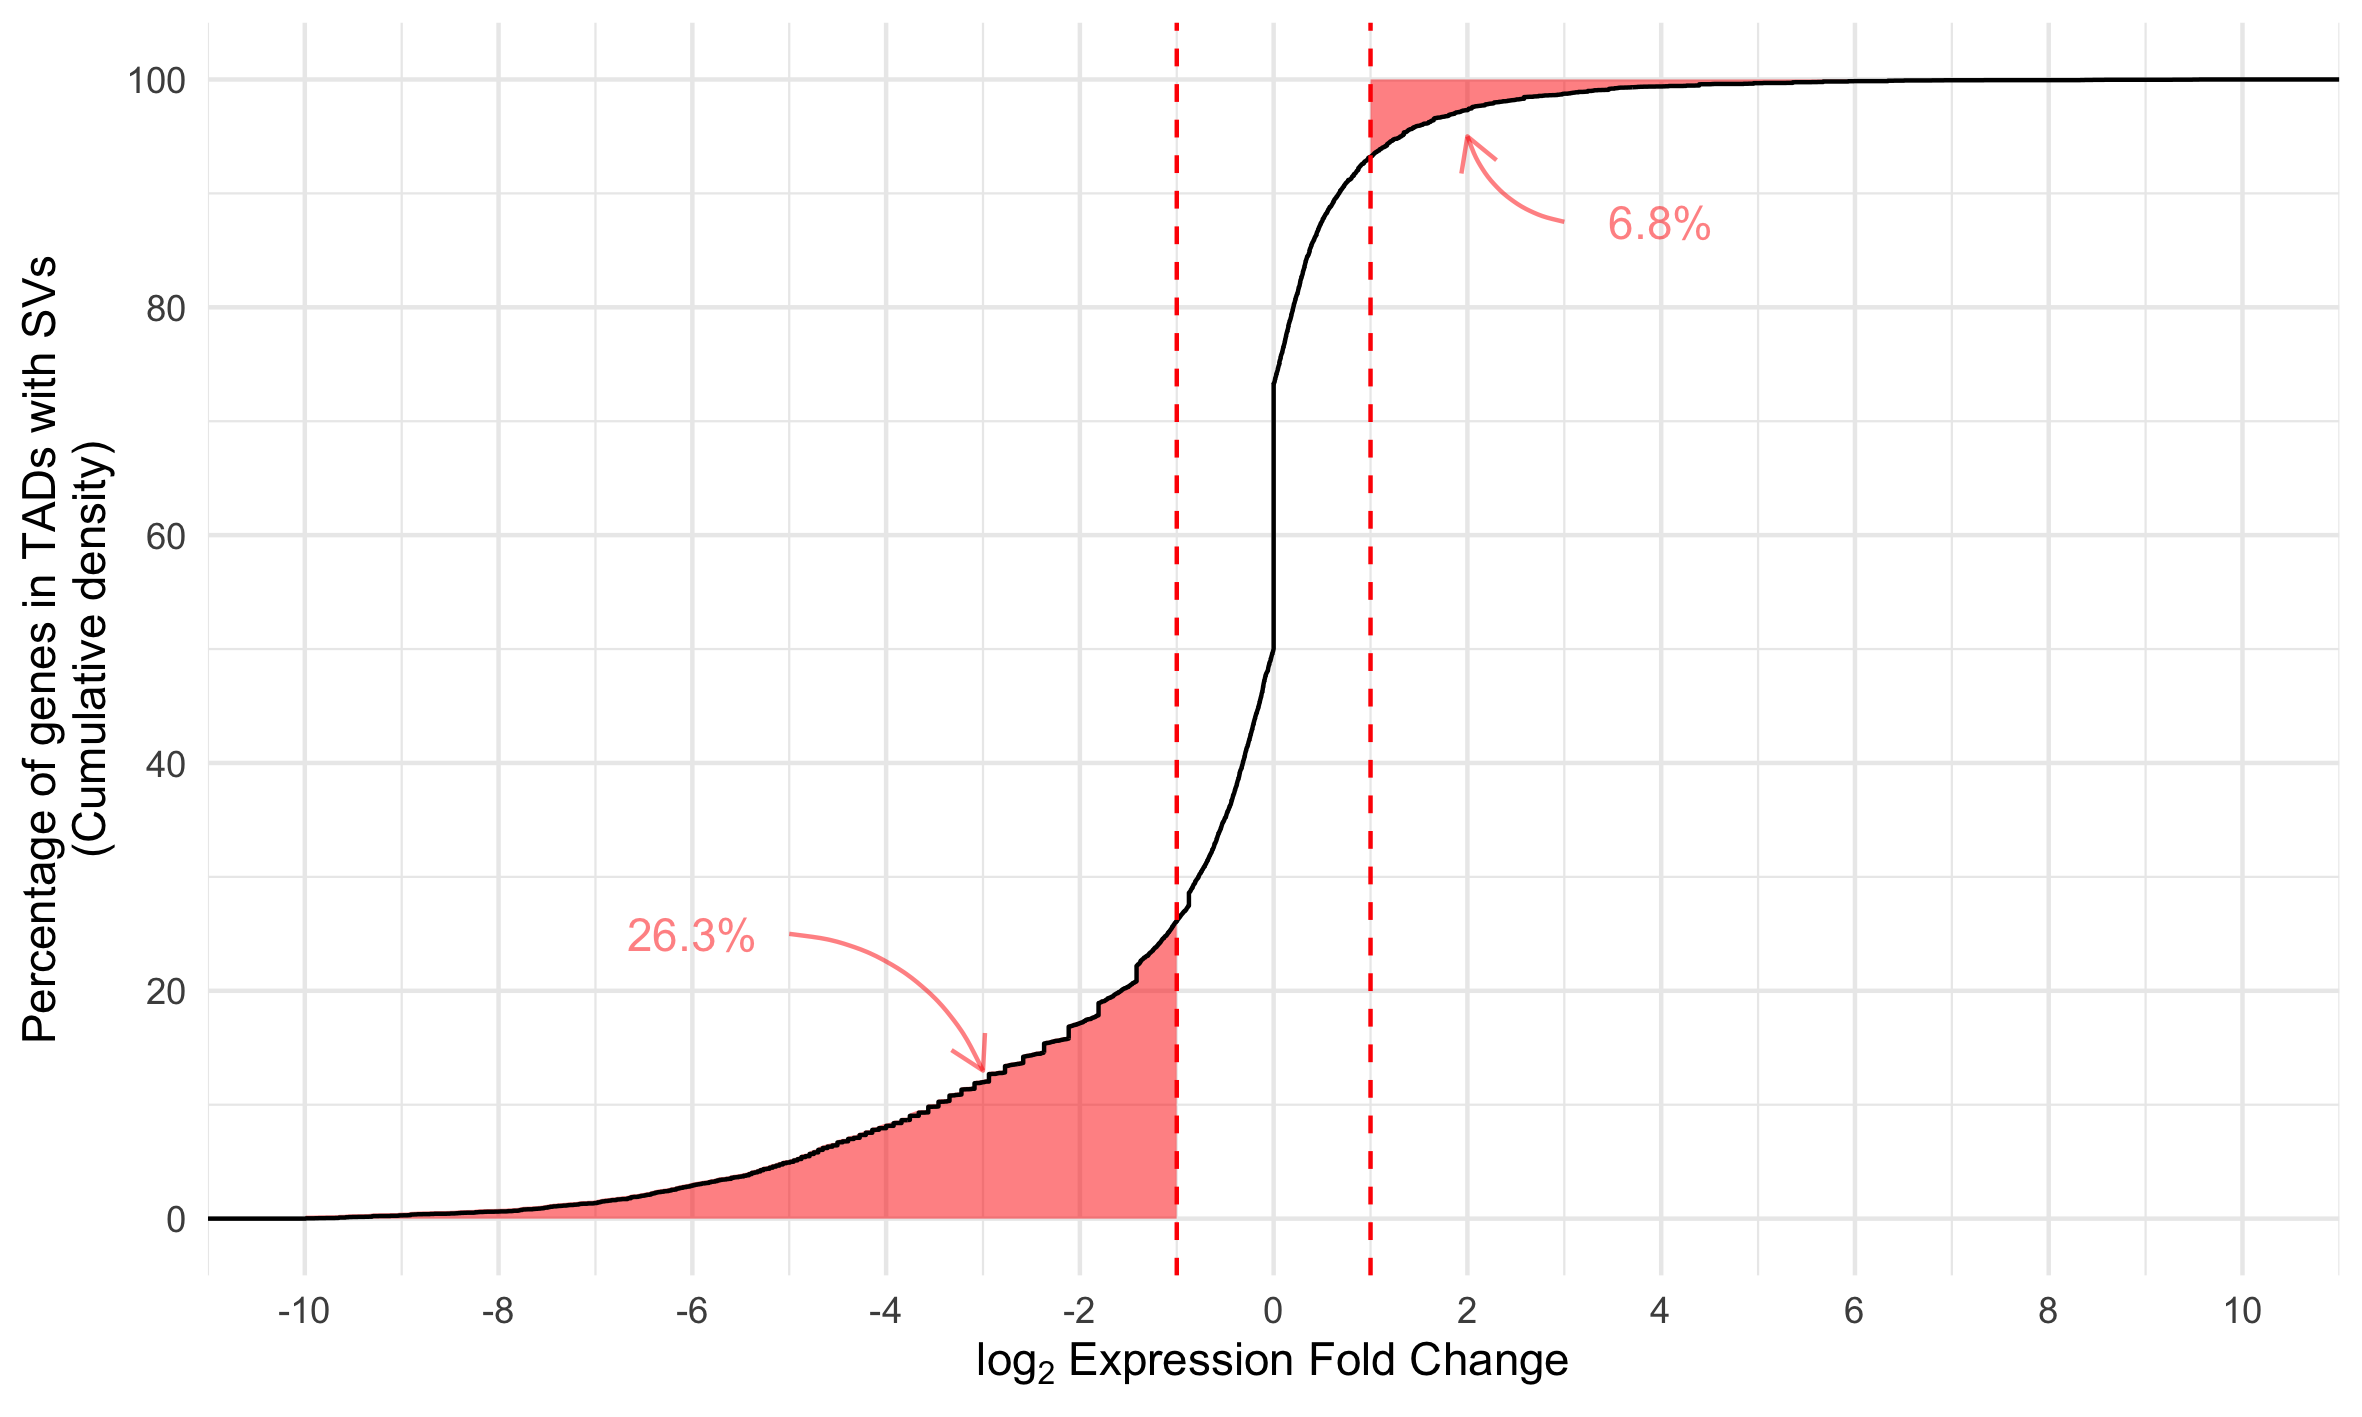 Percentage of genes in TADs with SVs
(Cumulative density)
100
80
60
40
20
0
6.8%
26.3%
-10 -8 -6 -4 -2 0 2 4 6 8 10
log₂ Expression Fold Change